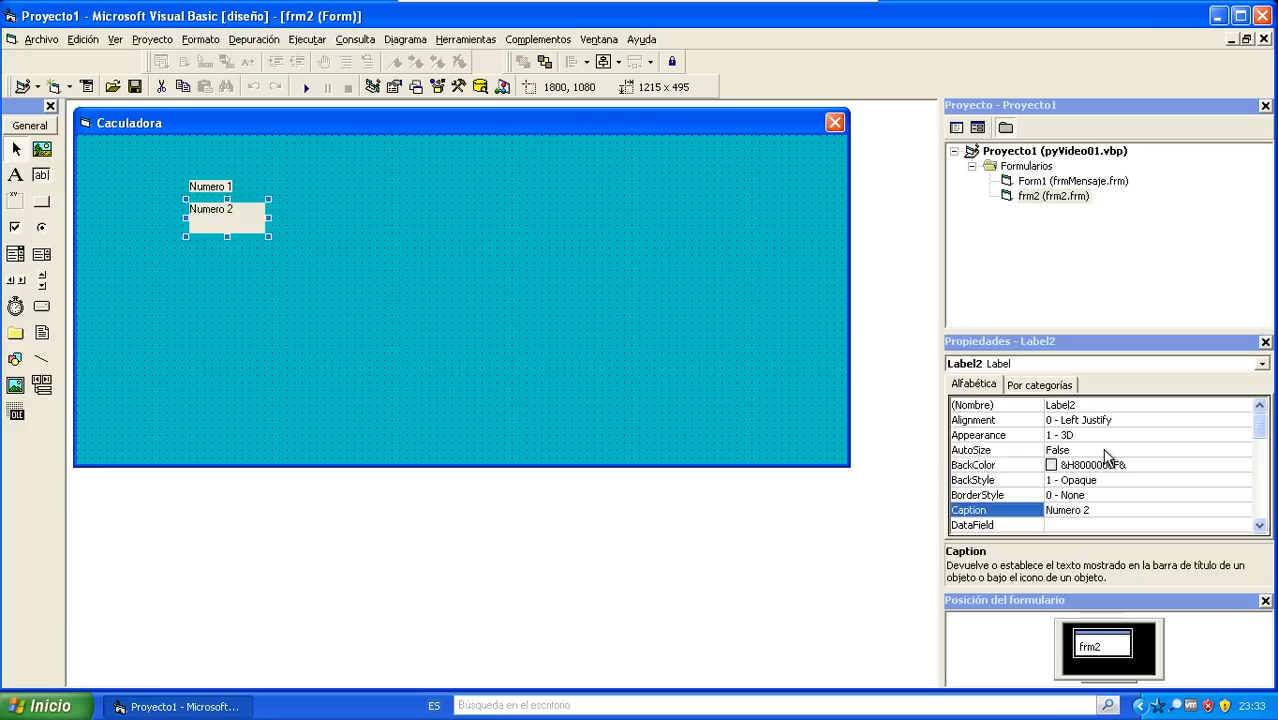 Proyecto1 - Microsoft Visual Basic [diseño] - [frm2 (Form)]
Archivo Edición Ver Proyecto Formato Depuración Ejecutar Consulta Diagrama Herramientas Complementos Ventana Ayuda
1800, 1080 1215 x 495
General
Caculadora
Numero 1
Numero 2
Proyecto - Proyecto1
Proyecto1 (pyVideo01.vbp)
Formularios
Form1 (frmMensaje.frm)
frm2 (frm2.frm)
Propiedades - Label2
Label2 Label
Alfabética Por categorías
(Nombre) Label2
Alignment 0 - Left Justify
Appearance 1 - 3D
AutoSize False
BackColor
BackStyle 1 - Opaque
BorderStyle 0 - None
Caption Numero 2
DataField
Caption
Devuelve o establece el texto mostrado en la barra de título de un
objeto o bajo el icono de un objeto.
Posición del formulario
frm2
Inicio Proyecto1 - Microsoft... ES Búsqueda en el escritorio 23:33